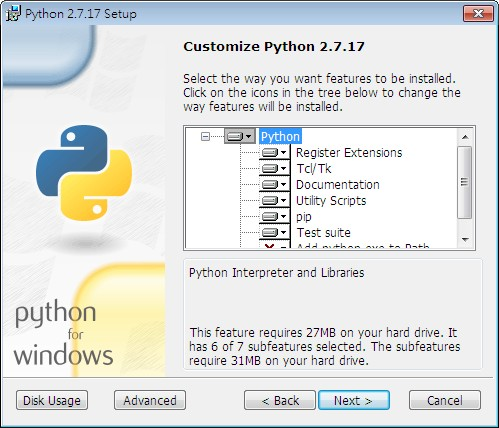 Python 2.7.17 Setup
Customize Python 2.7.17
Select the way you want features to be installed.
Click on the icons in the tree below to change the
way features will be installed.
Python
Register Extensions
Tcl/Tk
Documentation
Utility Scripts
pip
Test suite
Add python.exe to Path
Python Interpreter and Libraries
This feature requires 27MB on your hard drive. It
has 6 of 7 subfeatures selected. The subfeatures
require 31MB on your hard drive.
python
for
windows
Disk Usage
Advanced
< Back
Next >
Cancel